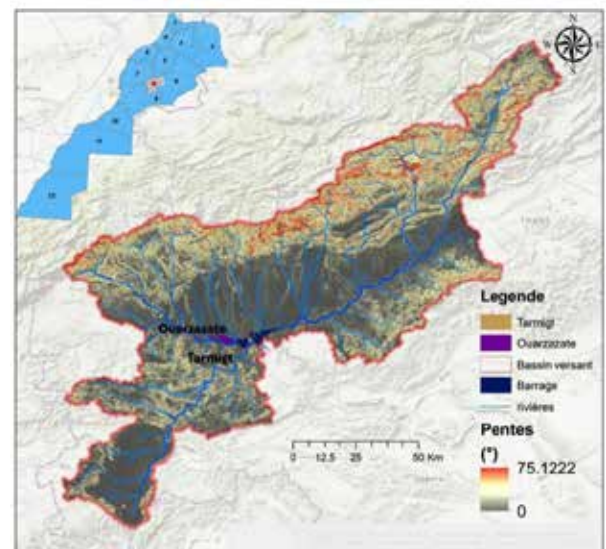 N
W
E
S
Ouarzazate
Tarmigt
Legende
Tarmigt
Ouarzazate
Bassin versant
Barrage
rivières
Pentes
(°)
75.1222
0
0 12.5 25 50 Km